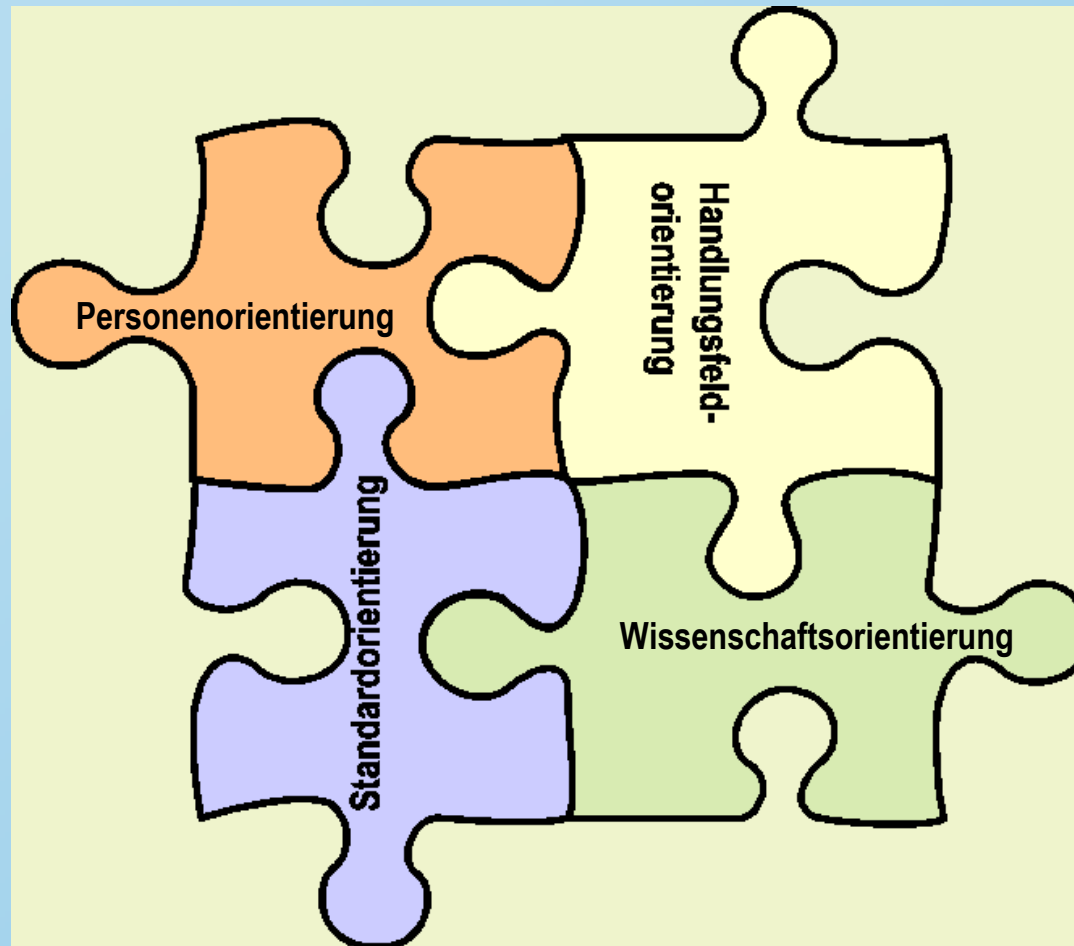 Personenorientierung
Handlungsfeld-
orientierung
Standardorientierung
Wissenschaftsorientierung